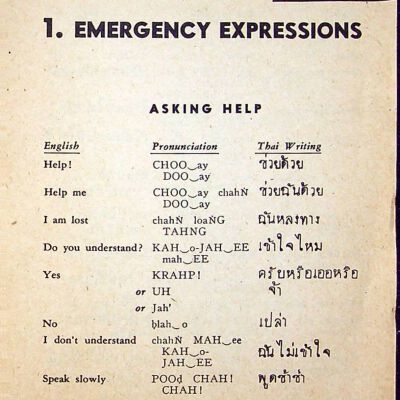 1. EMERGENCY EXPRESSIONS
ASKING HELP
English Pronunciation Thai Writing
Help! CHOO‿ay ช่วยด้วย
DOO‿ay
Help me CHOO‿ay chahN̈ ช่วยฉันด้วย
DOO‿ay
I am lost chahN̈ loaN̈G ฉันหลงทาง
TAHNG
Do you understand? KAH‿o-JAH‿EE เข้าใจไหม
mah‿EE
Yes KRAHP! ครับหรือเออหรือ
or UH จ้า
or Jah'
No ḅlah‿o เปล่า
I don't understand chahN̈ MAH‿ee
KAH‿o- ฉันไม่เข้าใจ
JAH‿EE
Speak slowly POOḍ CHAH! พูดช้าช้า
CHAH!